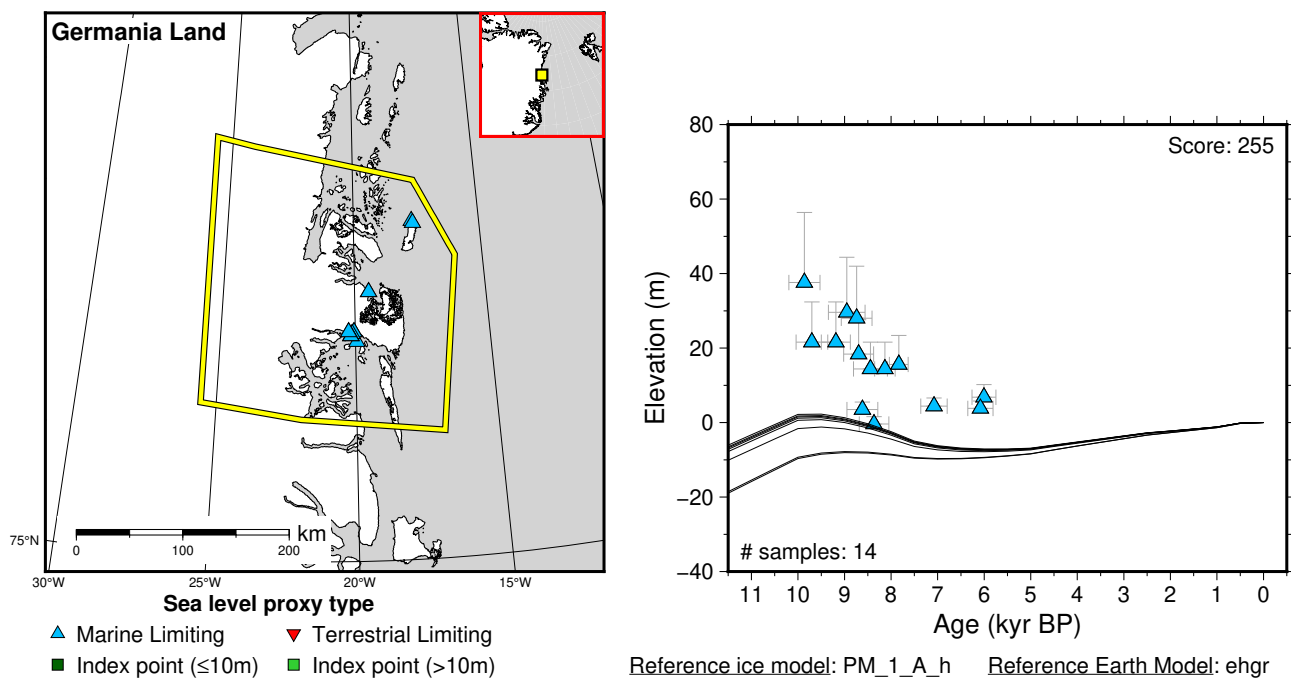 Germania Land
75°N
0
100
200
km
30°W
25°W
20°W
15°W
Sea level proxy type
Marine Limiting
Terrestrial Limiting
Index point (≤10m)
Index point (>10m)
Score: 255
80
60
40
20
0
−20
−40
Elevation (m)
# samples: 14
11 10 9 8 7 6 5 4 3 2 1 0
Age (kyr BP)
Reference ice model: PM_1_A_h
Reference Earth Model: ehgr